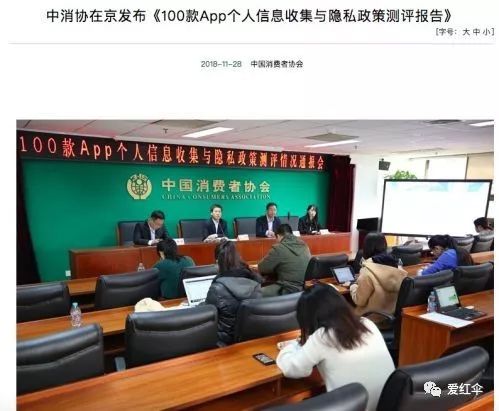 中消协在京发布《100款App个人信息收集与隐私政策测评报告》
[字号：大 中 小]
2018-11-28 中国消费者协会
100款App个人信息收集与隐私政策测评情况通报会
中国消费者协会
CHINA CONSUMERS ASSOCIATION
爱红伞